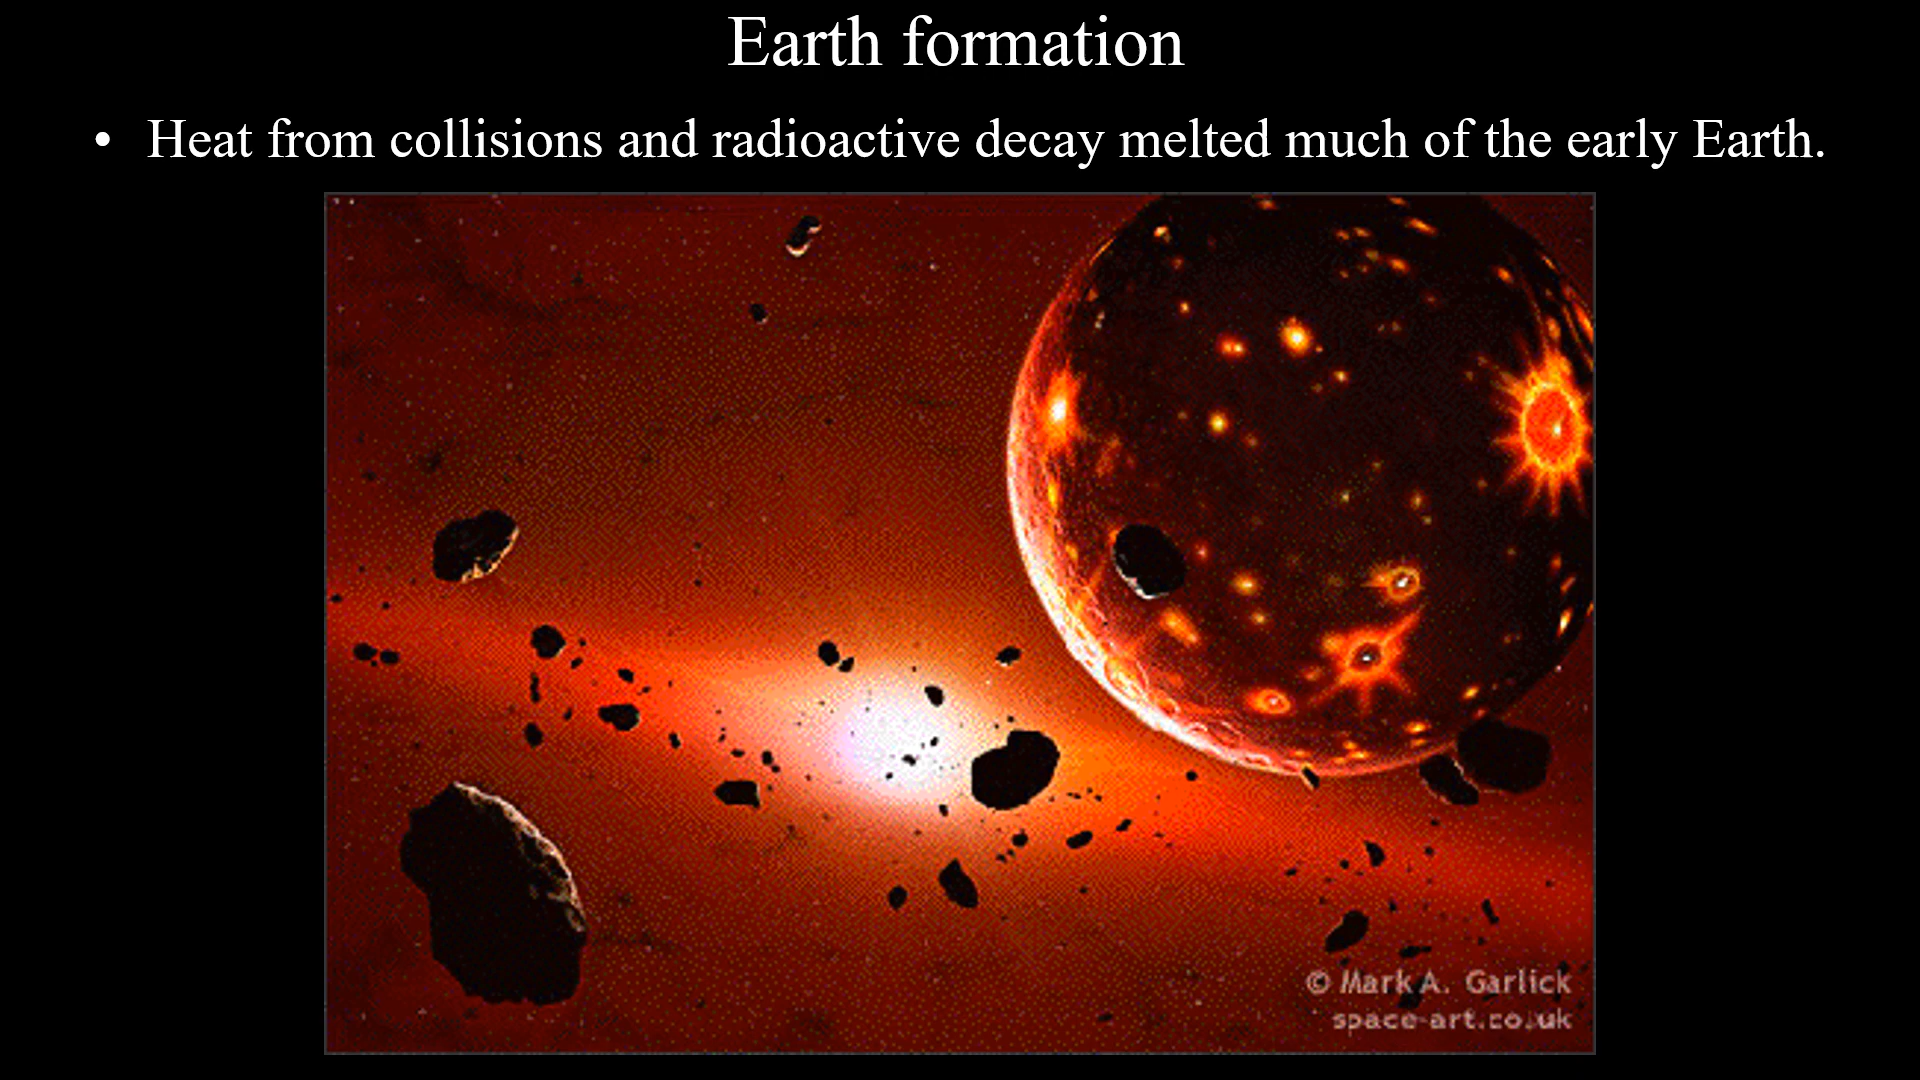 Earth formation
• Heat from collisions and radioactive decay melted much of the early Earth.
© Mark A. Garlick
space-art.co.uk